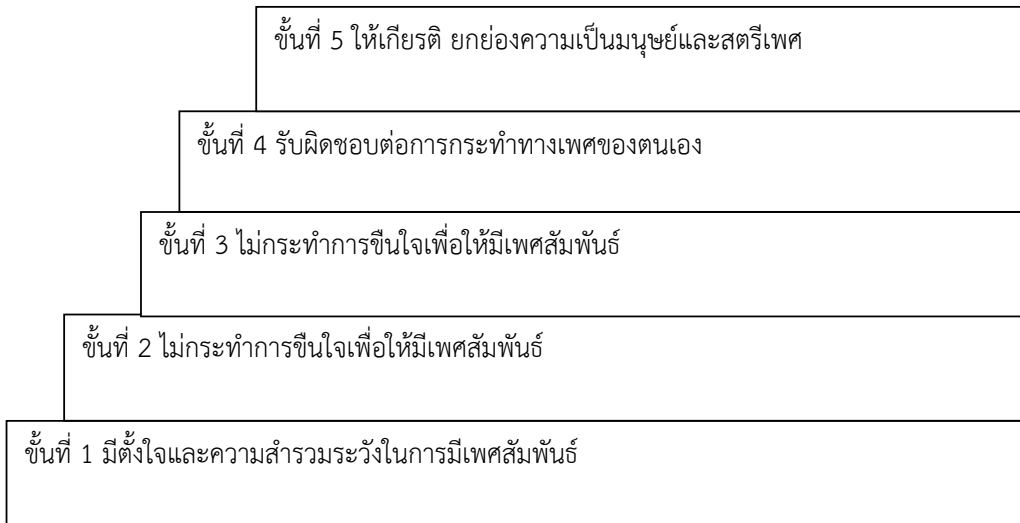 ขั้นที่ 5 ให้เกียรติ ยกย่องความเป็นมนุษย์และสตรีเพศ
ขั้นที่ 4 รับผิดชอบต่อการกระทำทางเพศของตนเอง
ขั้นที่ 3 ไม่กระทำการขืนใจเพื่อให้มีเพศสัมพันธ์
ขั้นที่ 2 ไม่กระทำการขืนใจเพื่อให้มีเพศสัมพันธ์
ขั้นที่ 1 มีตั้งใจและความสำรวมระวังในการมีเพศสัมพันธ์